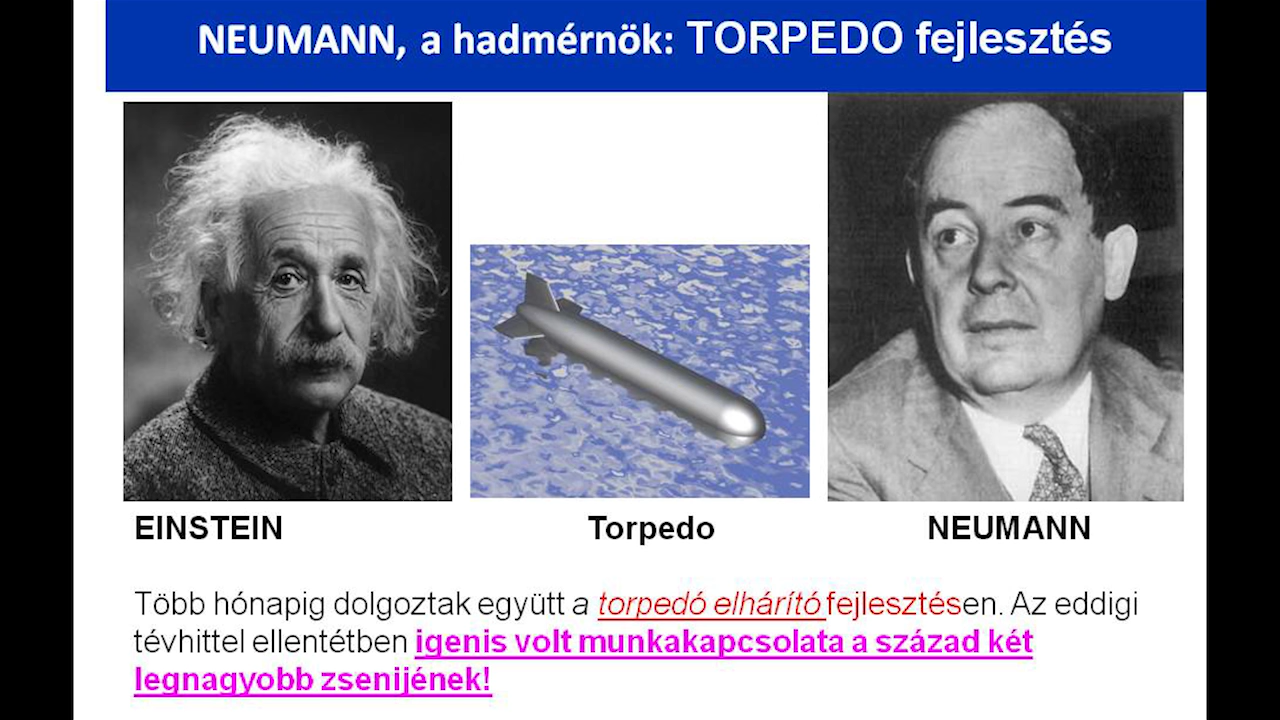 NEUMANN, a hadmérnök: TORPEDO fejlesztés
EINSTEIN
Torpedo
NEUMANN
Több hónapig dolgoztak együtt a torpedó elhárító fejlesztésen. Az eddigi
tévhittel ellentétben igenis volt munkakapcsolata a század két
legnagyobb zsenijének!